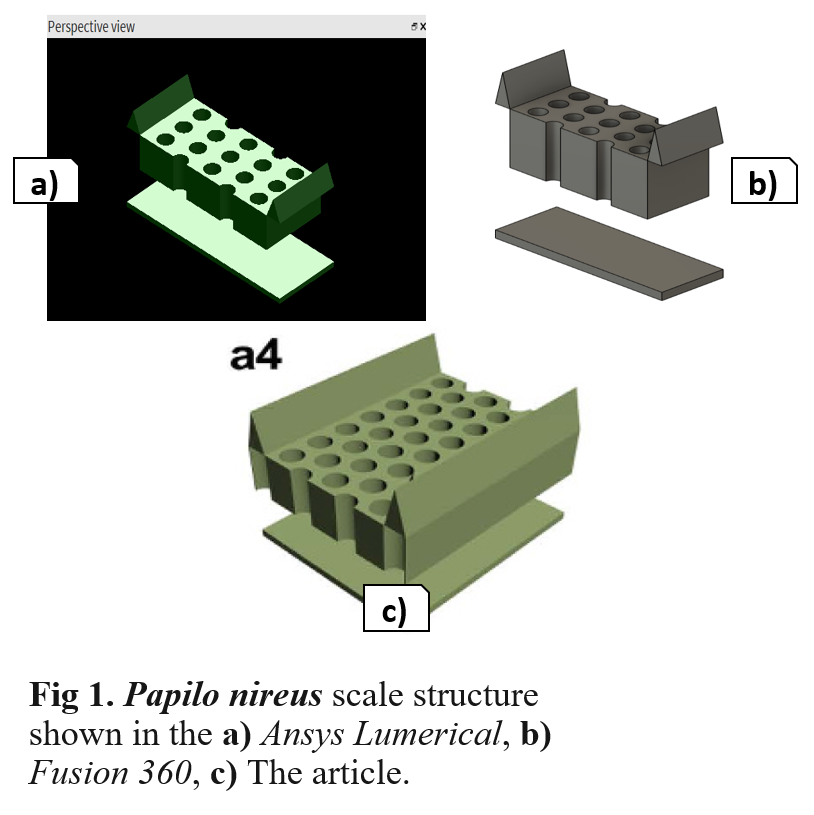 Perspective view
a)
b)
a4
c)
Fig 1. Papilo nireus scale structure
shown in the a) Ansys Lumerical, b)
Fusion 360, c) The article.